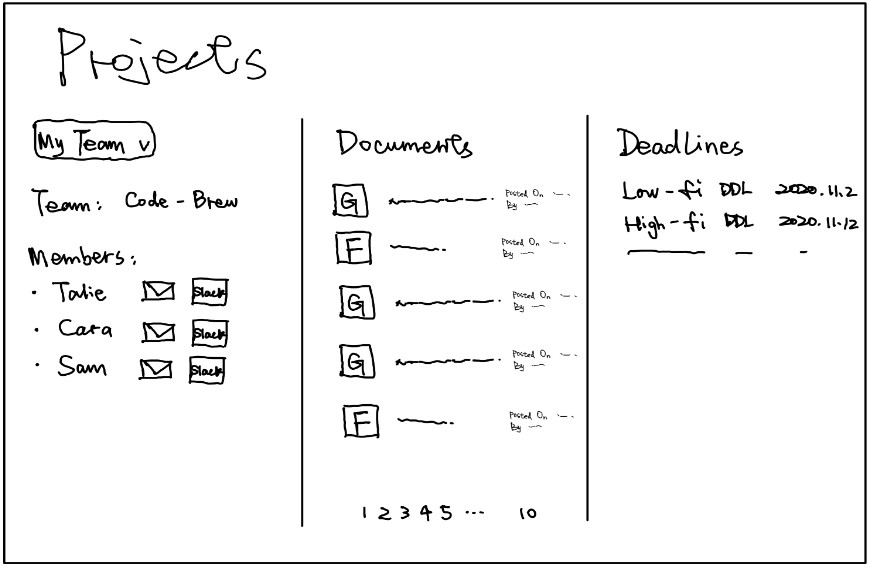 Projects
My Team v
Team: Code - Brew
Members:
· Talie Slack
· Cara Slack
· Sam Slack
Documents
G Posted On
By
F Posted On
By
G Posted On
By
G Posted On
By
F Posted On
By
1 2 3 4 5 ... 10
Deadlines
Low-fi DDL 2020.11.2
High-fi DDL 2020.11.12